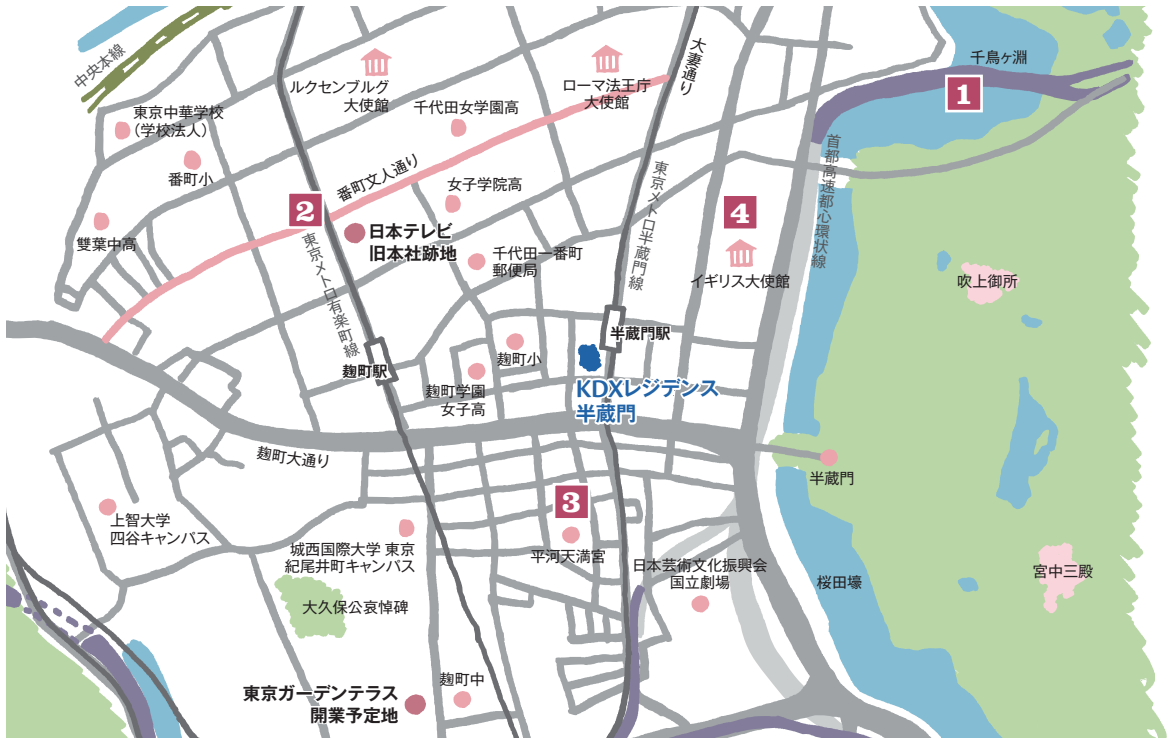 中央本線
ルクセンブルグ
大使館
ローマ法王庁
大使館
大妻通り
千鳥ヶ淵
1
東京中華学校
(学校法人)
千代田女学園高
番町小
番町文人通り
女子学院高
東京メトロ半蔵門線
首都高速都心環状線
2
4
雙葉中高
日本テレビ
旧本社跡地
東京メトロ有楽町線
千代田一番町
郵便局
イギリス大使館
吹上御所
半蔵門駅
麹町駅
麹町小
麹町学園
女子高
KDXレジデンス
半蔵門
麹町大通り
半蔵門
3
上智大学
四谷キャンパス
城西国際大学 東京
紀尾井町キャンパス
平河天満宮
日本芸術文化振興会
国立劇場
桜田壕
宮中三殿
大久保公哀悼碑
麹町中
東京ガーデンテラス
開業予定地